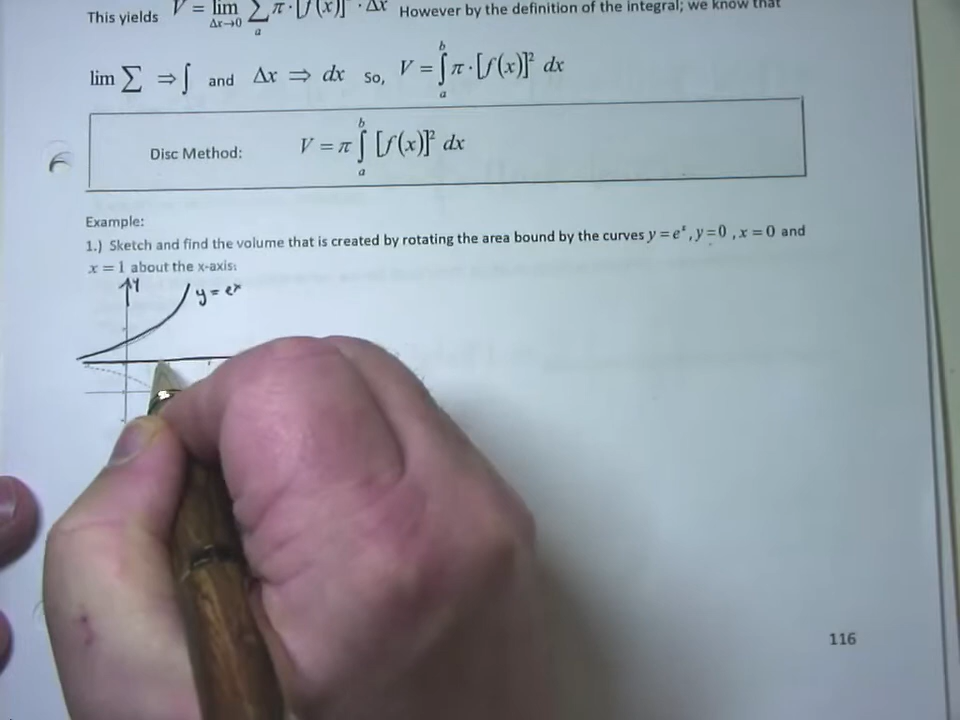 This yields V = lim Δx→0 ∑ a π · [f(x)]² · Δx However by the definition of the integral; we know that
lim ∑ ⇒ ∫ and Δx ⇒ dx So, V = ∫ₐᵇ π · [f(x)]² dx
Disc Method: V = π ∫ₐᵇ [f(x)]² dx
Example:
1.) Sketch and find the volume that is created by rotating the area bound by the curves y = eˣ, y = 0 , x = 0 and
x = 1 about the x-axis:
y
y = eˣ
116